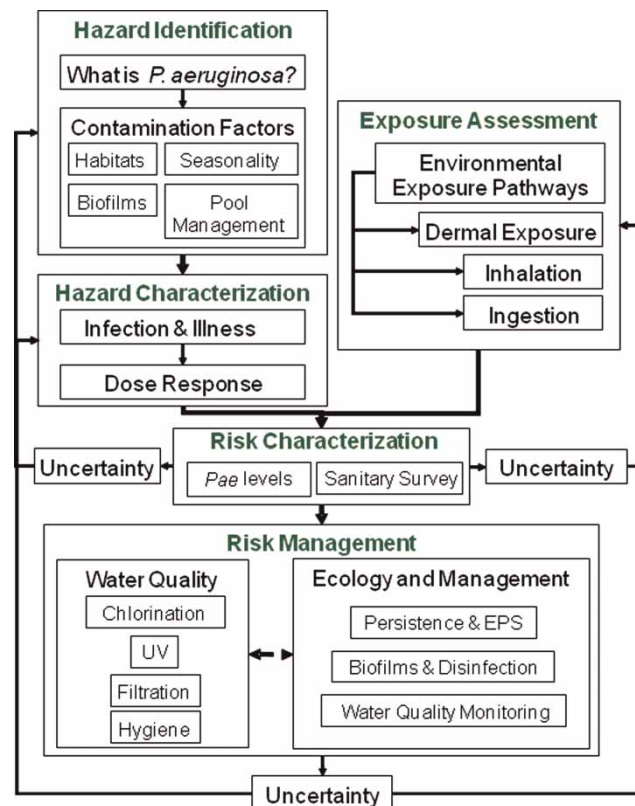 Hazard Identification
What is P. aeruginosa?
Contamination Factors
Habitats
Seasonality
Biofilms
Pool
Management
Exposure Assessment
Environmental
Exposure Pathways
Dermal Exposure
Inhalation
Ingestion
Hazard Characterization
Infection & Illness
Dose Response
Risk Characterization
Pae levels
Sanitary Survey
Uncertainty
Uncertainty
Risk Management
Water Quality
Chlorination
UV
Filtration
Hygiene
Ecology and Management
Persistence & EPS
Biofilms & Disinfection
Water Quality Monitoring
Uncertainty